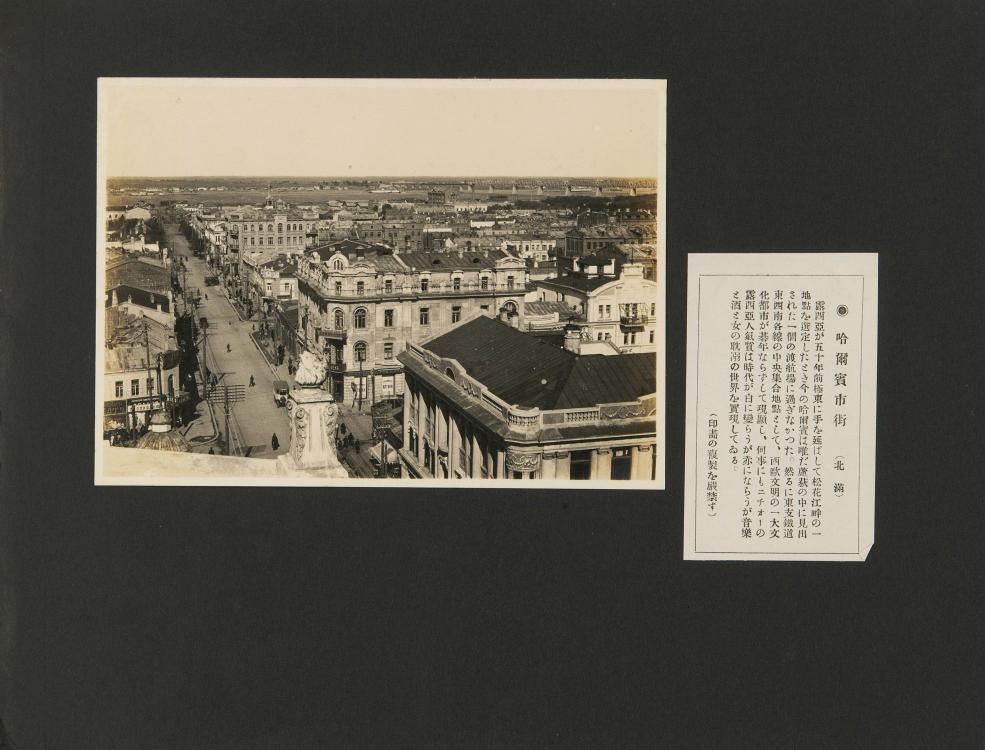 ◉ 哈爾賓市街 (北滿)
露西亞が五十年前極東に手を延ばして松花江畔の一
地點を選定したとき今の哈爾賓は唯だ蘆荻の中に見出
された一個の渡航場に過ぎなかつた。然るに東支鐵道
東西南各線の中央集合地點として、西歐文明の一大文
化都市が碁年ならずして現顯し、何事にもニチオーの
露西亞人氣質は時代が白に變らうが赤にならうが音樂
と酒と女の耽溺の世界を實現してゐる。
(印畵の複製を嚴禁す)